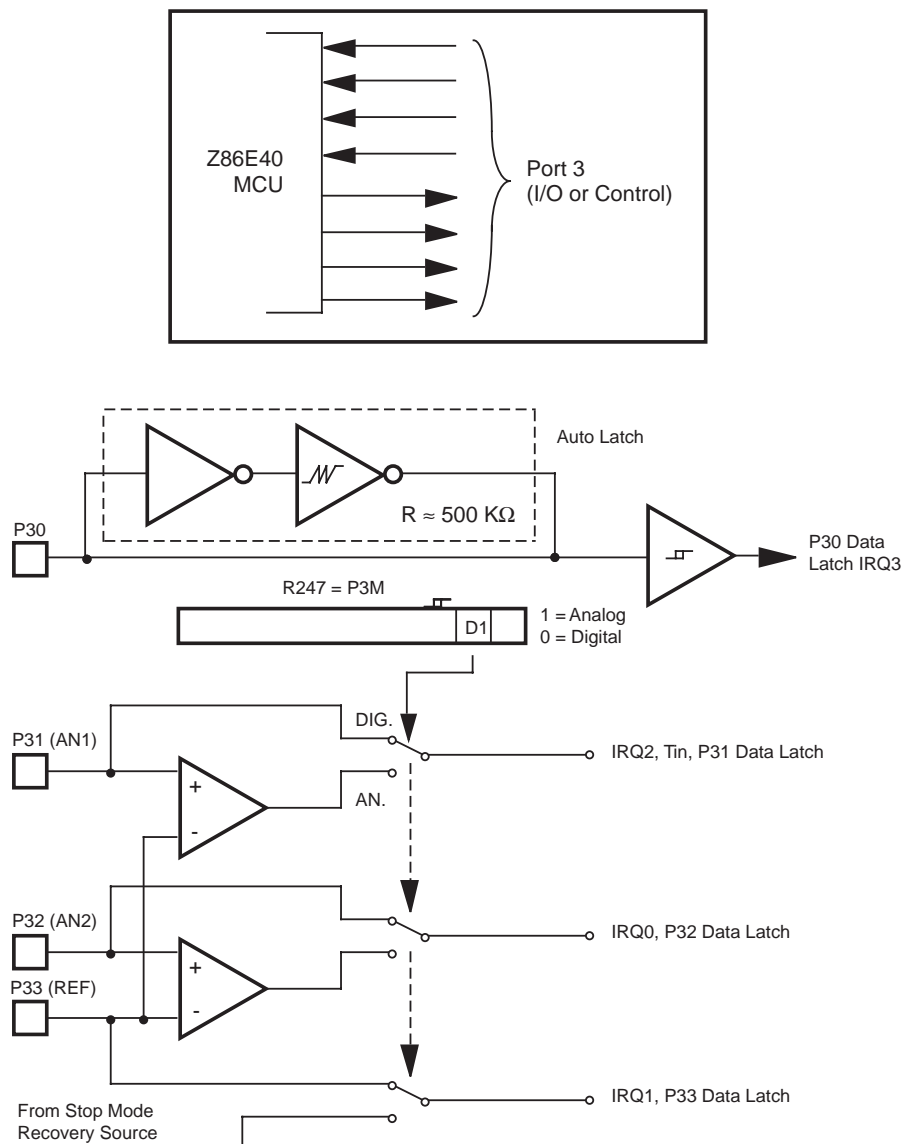 Z86E40
MCU
Port 3
(I/O or Control)
Auto Latch
R ≈ 500 KΩ
P30
P30 Data
Latch IRQ3
R247 = P3M
D1
1 = Analog
0 = Digital
DIG.
P31 (AN1)
IRQ2, Tin, P31 Data Latch
+
AN.
-
P32 (AN2)
IRQ0, P32 Data Latch
+
P33 (REF)
-
IRQ1, P33 Data Latch
From Stop Mode
Recovery Source